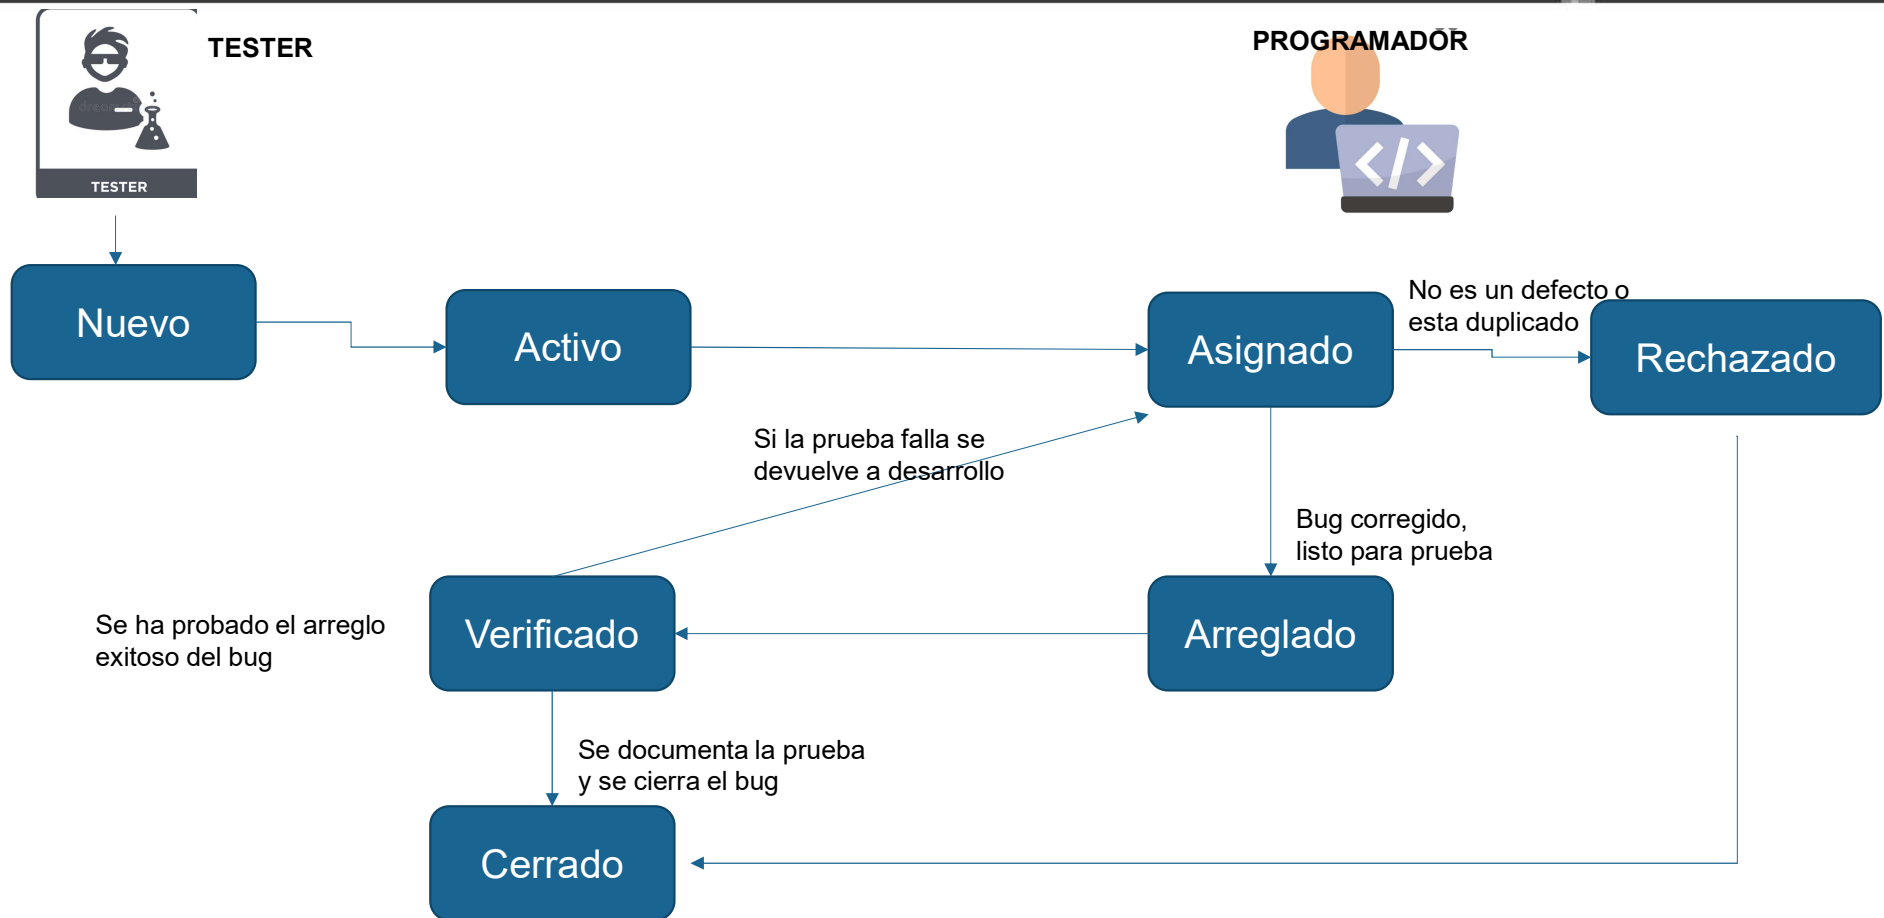 TESTER
PROGRAMADOR
TESTER
Nuevo
Activo
Asignado
No es un defecto o
esta duplicado
Rechazado
Si la prueba falla se
devuelve a desarrollo
Bug corregido,
listo para prueba
Se ha probado el arreglo
exitoso del bug
Verificado
Arreglado
Se documenta la prueba
y se cierra el bug
Cerrado